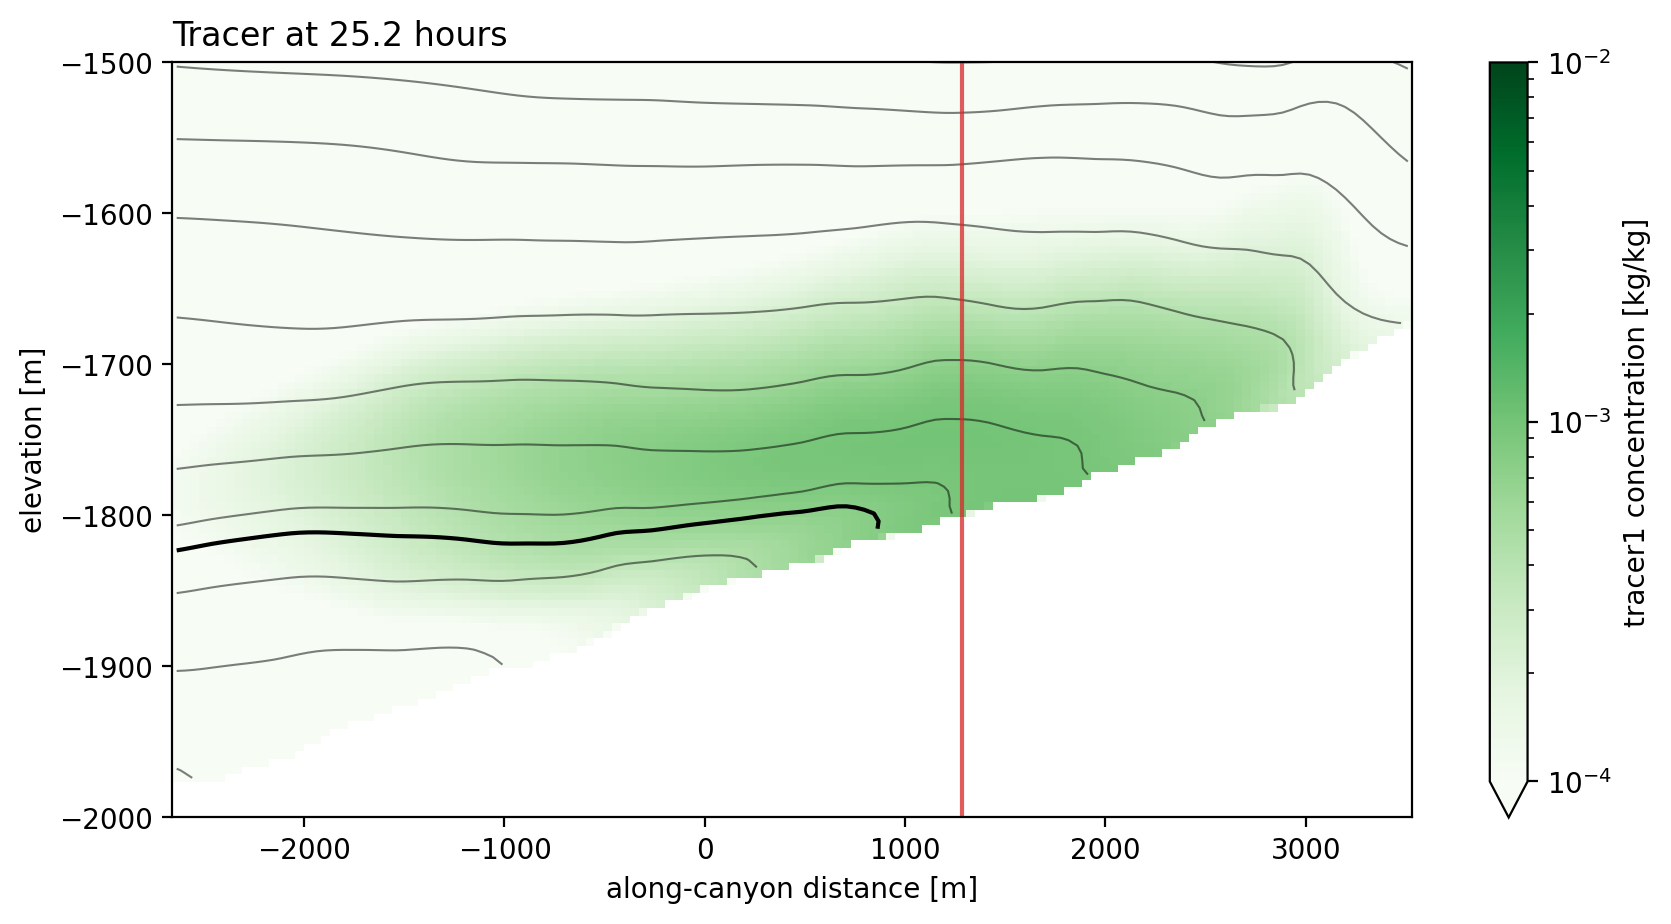 Tracer at 25.2 hours
−1500
−1600
−1700
−1800
−1900
−2000
elevation [m]
−2000 −1000 0 1000 2000 3000
along-canyon distance [m]
10⁻²
10⁻³
10⁻⁴
tracer1 concentration [kg/kg]